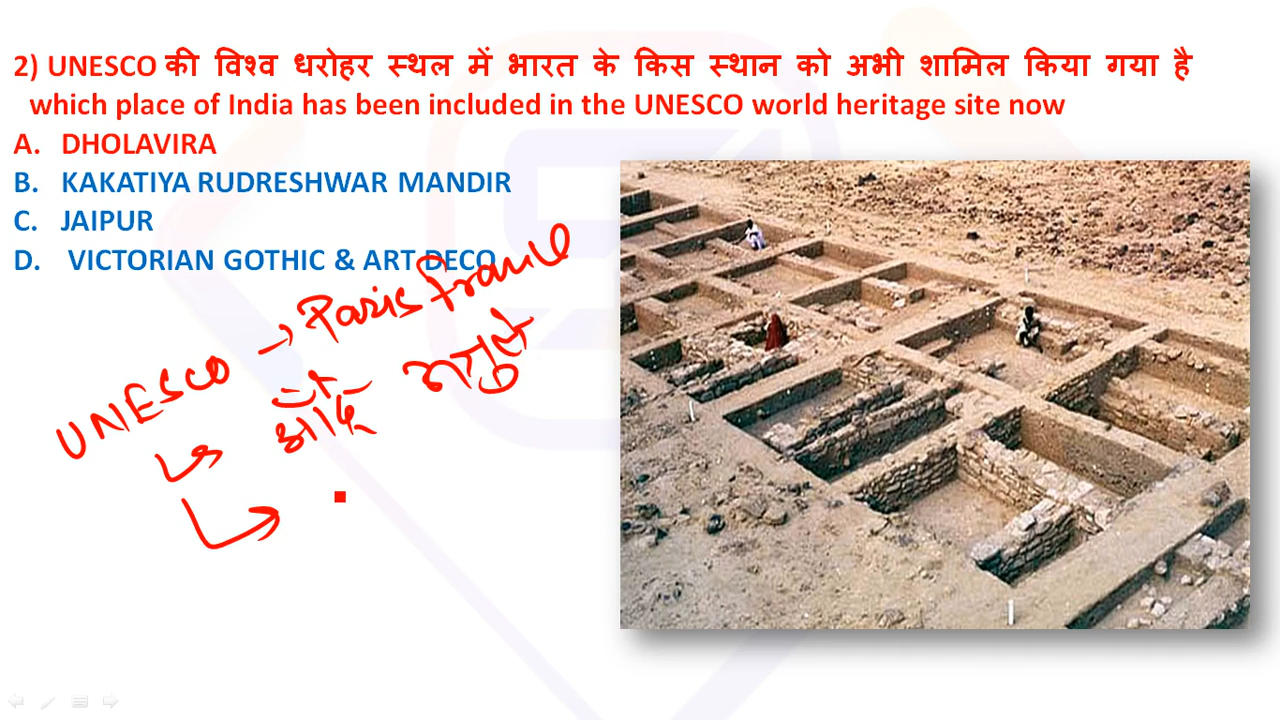 2) UNESCO की विश्व धरोहर स्थल में भारत के किस स्थान को अभी शामिल किया गया है
which place of India has been included in the UNESCO world heritage site now
A. DHOLAVIRA
B. KAKATIYA RUDRESHWAR MANDIR
C. JAIPUR
D. VICTORIAN GOTHIC & ART DECO
UNESCO → Paris France